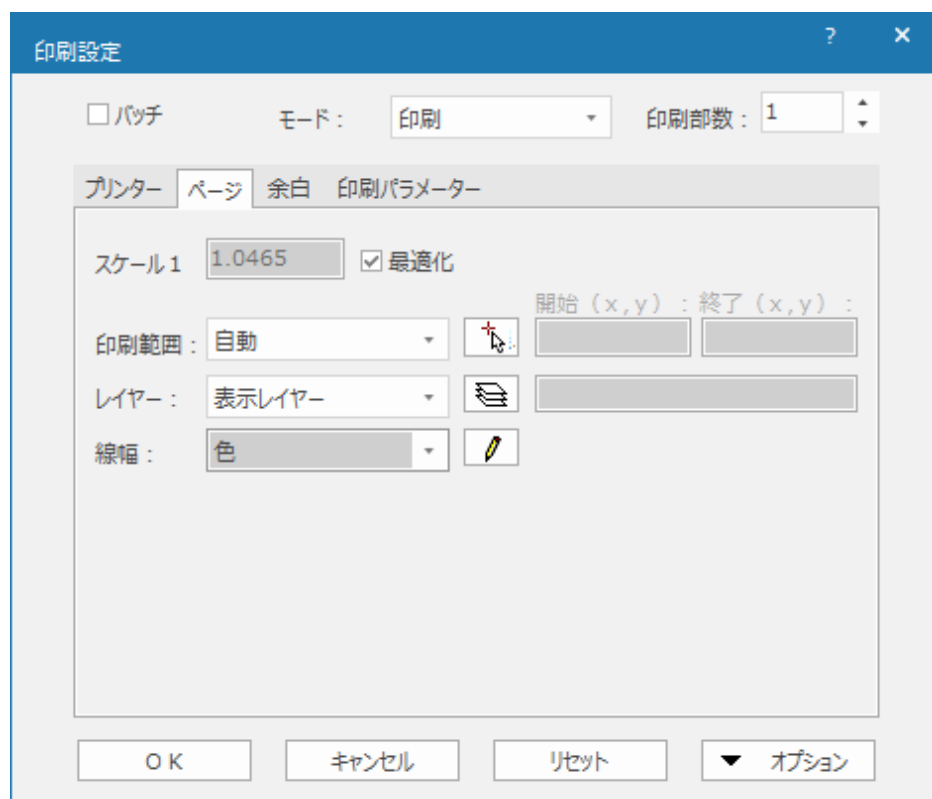 印刷設定
バッチ モード： 印刷 印刷部数： 1
プリンター ページ 余白 印刷パラメーター
スケール1 1.0465 最適化
開始（x,y）：終了（x,y）：
印刷範囲： 自動
レイヤー： 表示レイヤー
線幅： 色
OK キャンセル リセット オプション